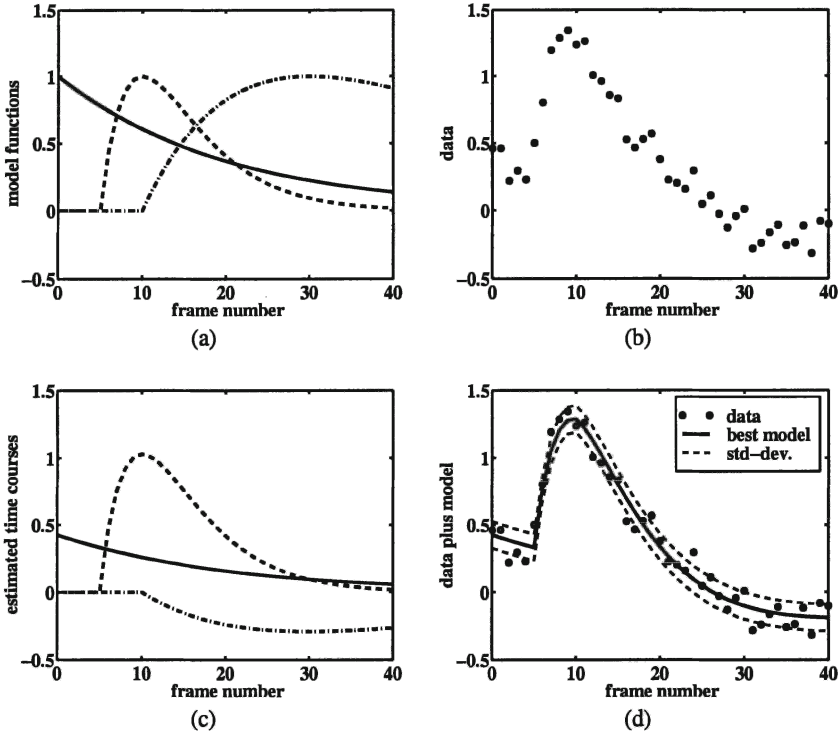 1.5
1
0.5
0
−0.5
model functions
0 10 20 30 40
frame number
(a)
1.5
1
0.5
0
−0.5
data
0 10 20 30 40
frame number
(b)
1.5
1
0.5
0
−0.5
estimated time courses
0 10 20 30 40
frame number
(c)
1.5
1
0.5
0
−0.5
data plus model
data
best model
std−dev.
0 10 20 30 40
frame number
(d)